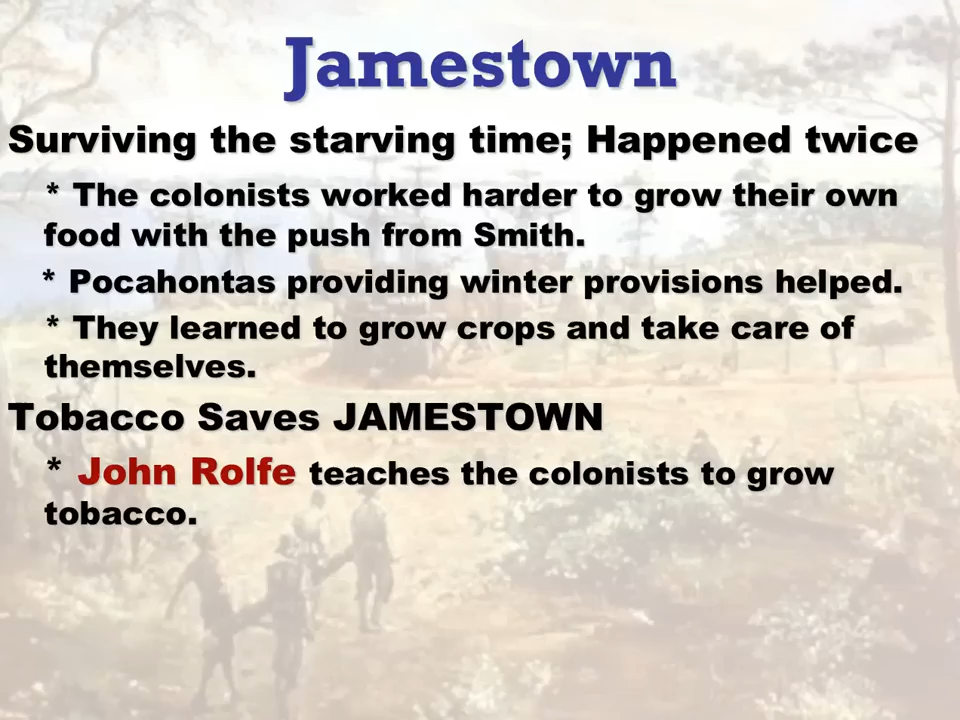 Jamestown
Surviving the starving time; Happened twice
* The colonists worked harder to grow their own
food with the push from Smith.
* Pocahontas providing winter provisions helped.
* They learned to grow crops and take care of
themselves.
Tobacco Saves JAMESTOWN
* John Rolfe teaches the colonists to grow
tobacco.